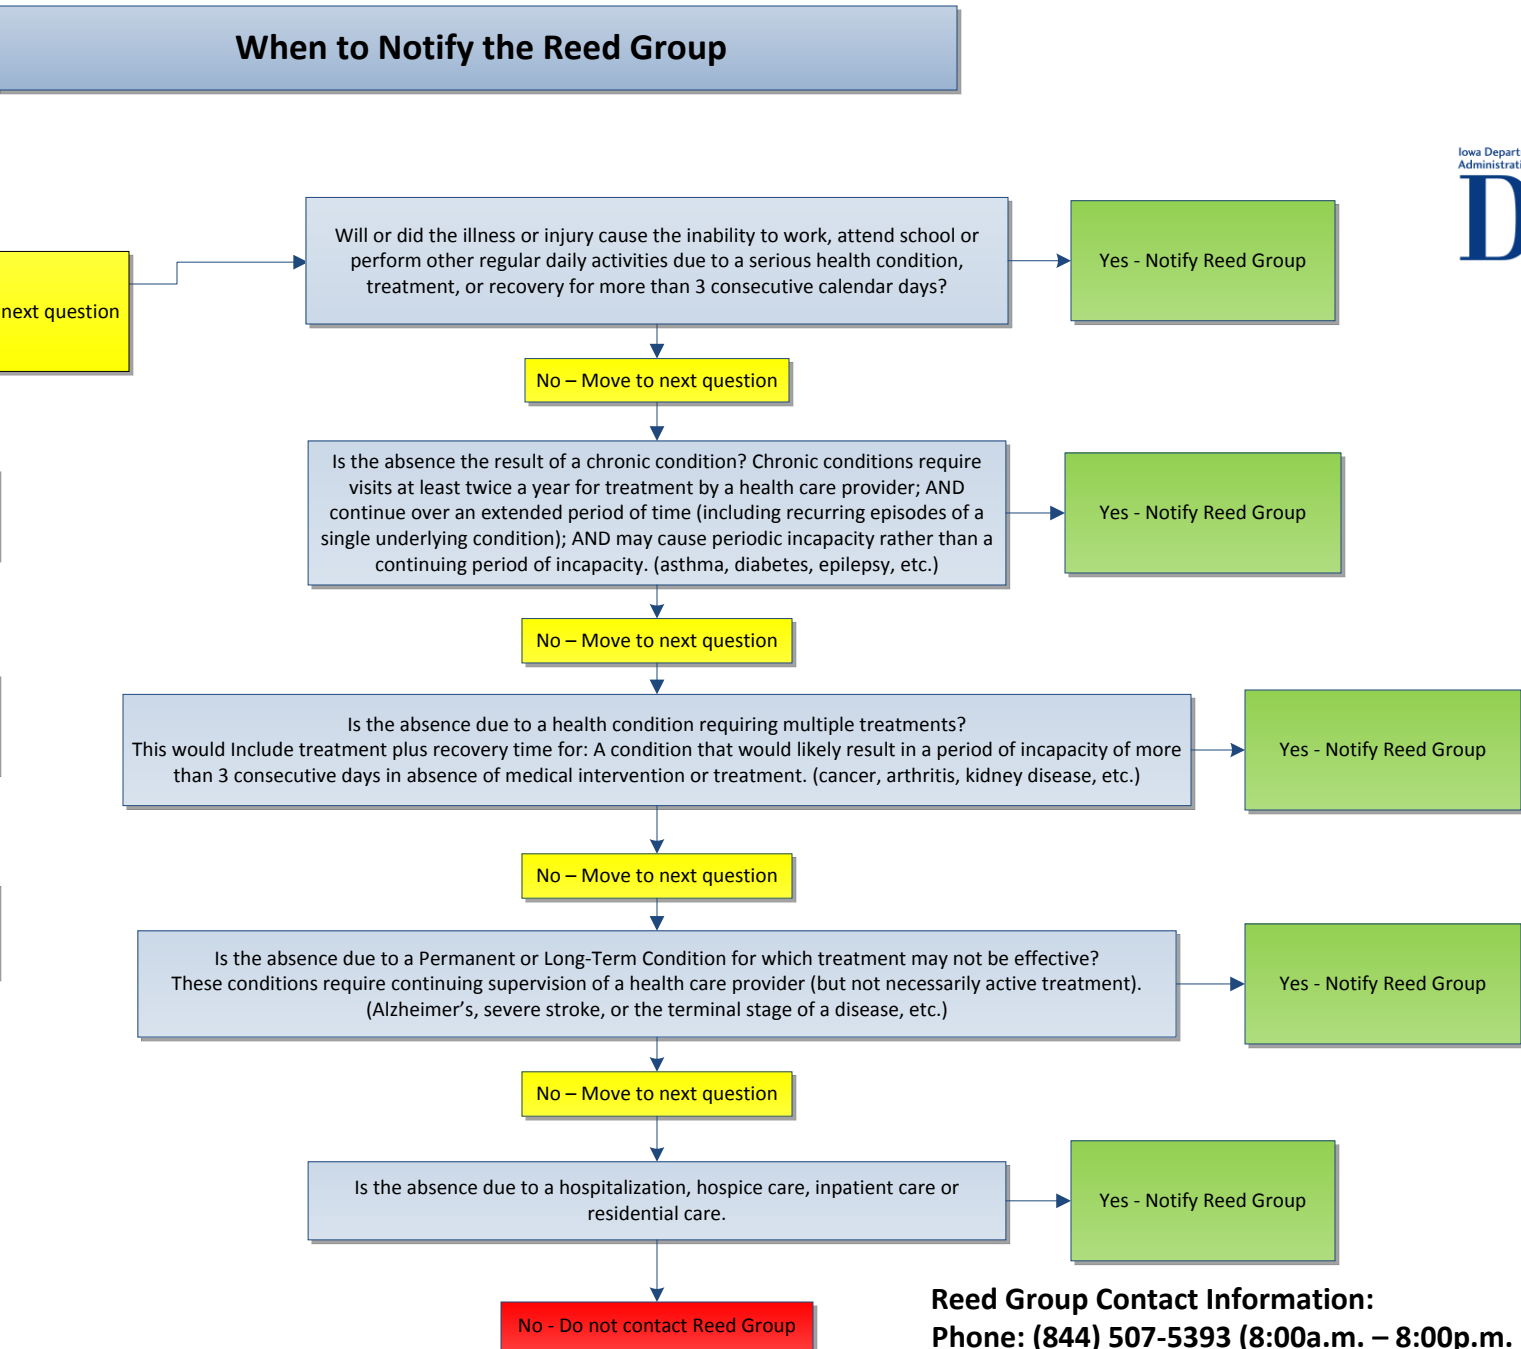 When to Notify the Reed Group
Iowa
next question
Will or did the illness or injury cause the inability to work, attend school or
perform other regular daily activities due to a serious health condition,
treatment, or recovery for more than 3 consecutive calendar days?
Yes - Notify Reed Group
No – Move to next question
Is the absence the result of a chronic condition? Chronic conditions require
visits at least twice a year for treatment by a health care provider; AND
continue over an extended period of time (including recurring episodes of a
single underlying condition); AND may cause periodic incapacity rather than a
continuing period of incapacity. (asthma, diabetes, epilepsy, etc.)
Yes - Notify Reed Group
No – Move to next question
Is the absence due to a health condition requiring multiple treatments?
This would Include treatment plus recovery time for: A condition that would likely result in a period of incapacity of more
than 3 consecutive days in absence of medical intervention or treatment. (cancer, arthritis, kidney disease, etc.)
Yes - Notify Reed Group
No – Move to next question
Is the absence due to a Permanent or Long-Term Condition for which treatment may not be effective?
These conditions require continuing supervision of a health care provider (but not necessarily active treatment).
(Alzheimer’s, severe stroke, or the terminal stage of a disease, etc.)
Yes - Notify Reed Group
No – Move to next question
Is the absence due to a hospitalization, hospice care, inpatient care or
residential care.
Yes - Notify Reed Group
No - Do not contact Reed Group
Reed Group Contact Information:
Phone: (844) 507-5393 (8:00a.m. – 8:00p.m.